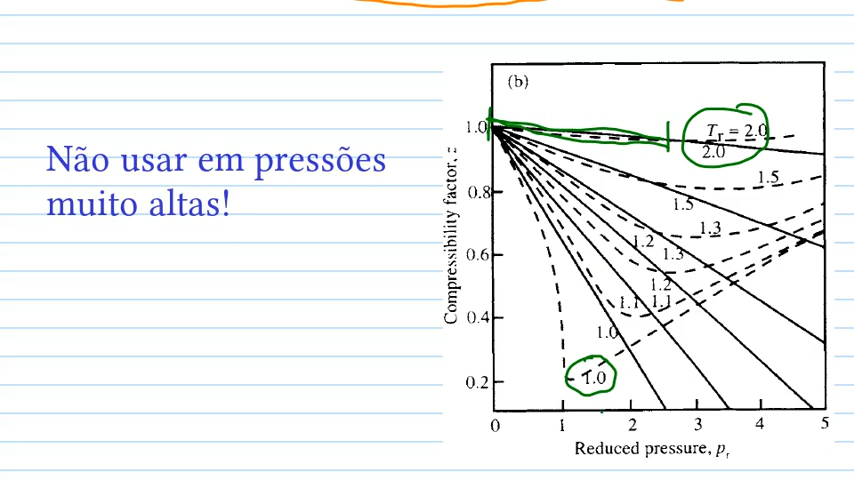 Não usar em pressões
muito altas!
(b)
1.0
T_r = 2.0
2.0
1.5
0.8
1.5
1.3
1.2
1.3
0.6
1.2
1.1 1.1
0.4
1.0
0.2
1.0
0 1 2 3 4 5
Compressibility factor, z
Reduced pressure, p_r